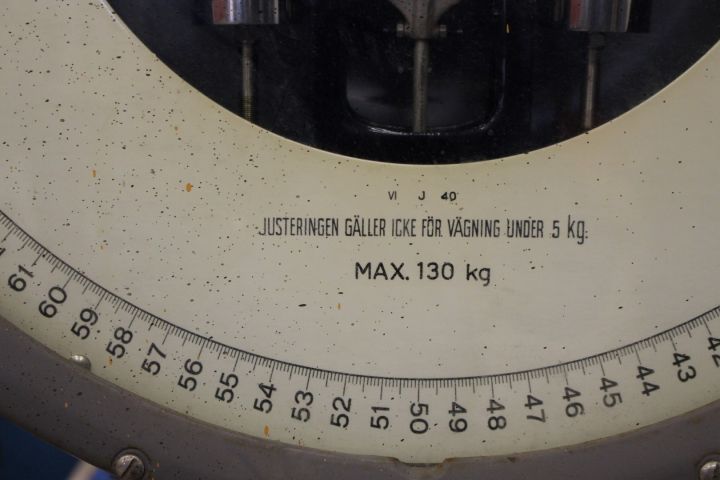 VI J 40
JUSTERINGEN GÄLLER ICKE FÖR VÄGNING UNDER 5 kg.
MAX. 130 kg
61 60 59 58 57 56 55 54 53 52 51 50 49 48 47 46 45 44 43 42